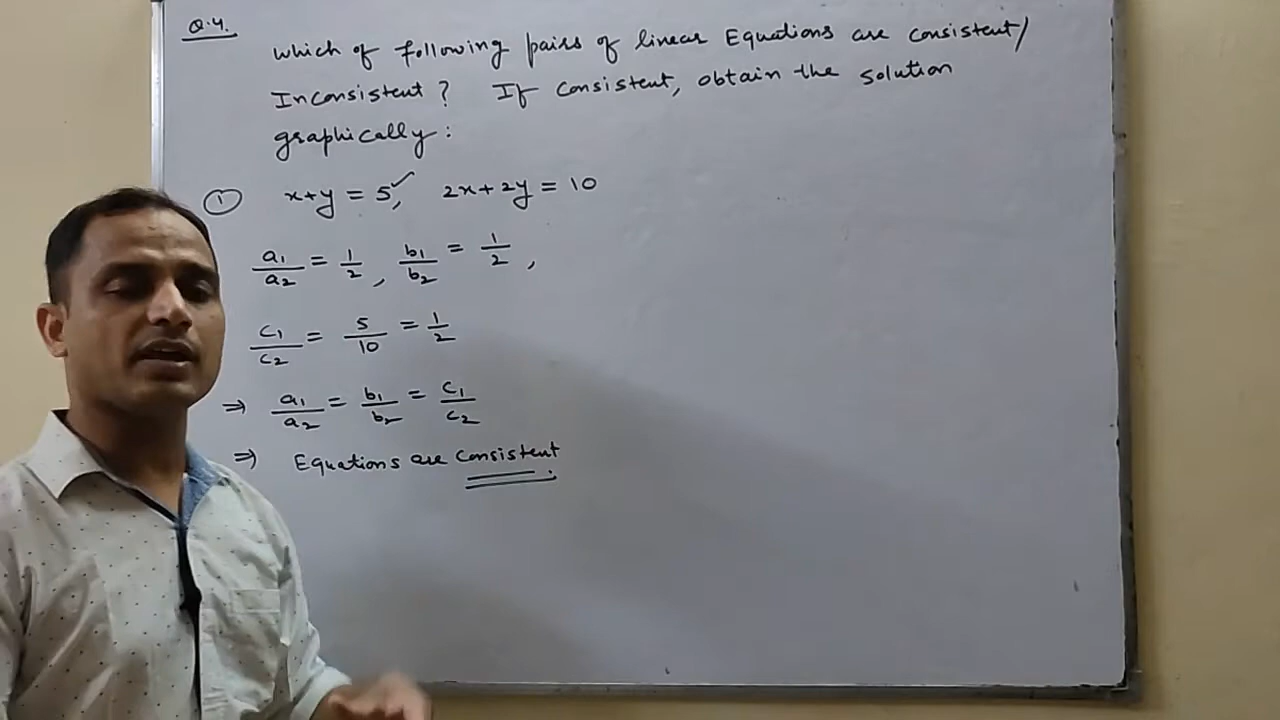 Q.4.
Which of following pairs of linear Equations are consistent/
Inconsistent? If consistent, obtain the solution
graphically:
① x+y = 5✓, 2x+2y = 10
a₁/a₂ = 1/2, b₁/b₂ = 1/2,
c₁/c₂ = 5/10 = 1/2
⇒ a₁/a₂ = b₁/b₂ = c₁/c₂
⇒ Equations are consistent.